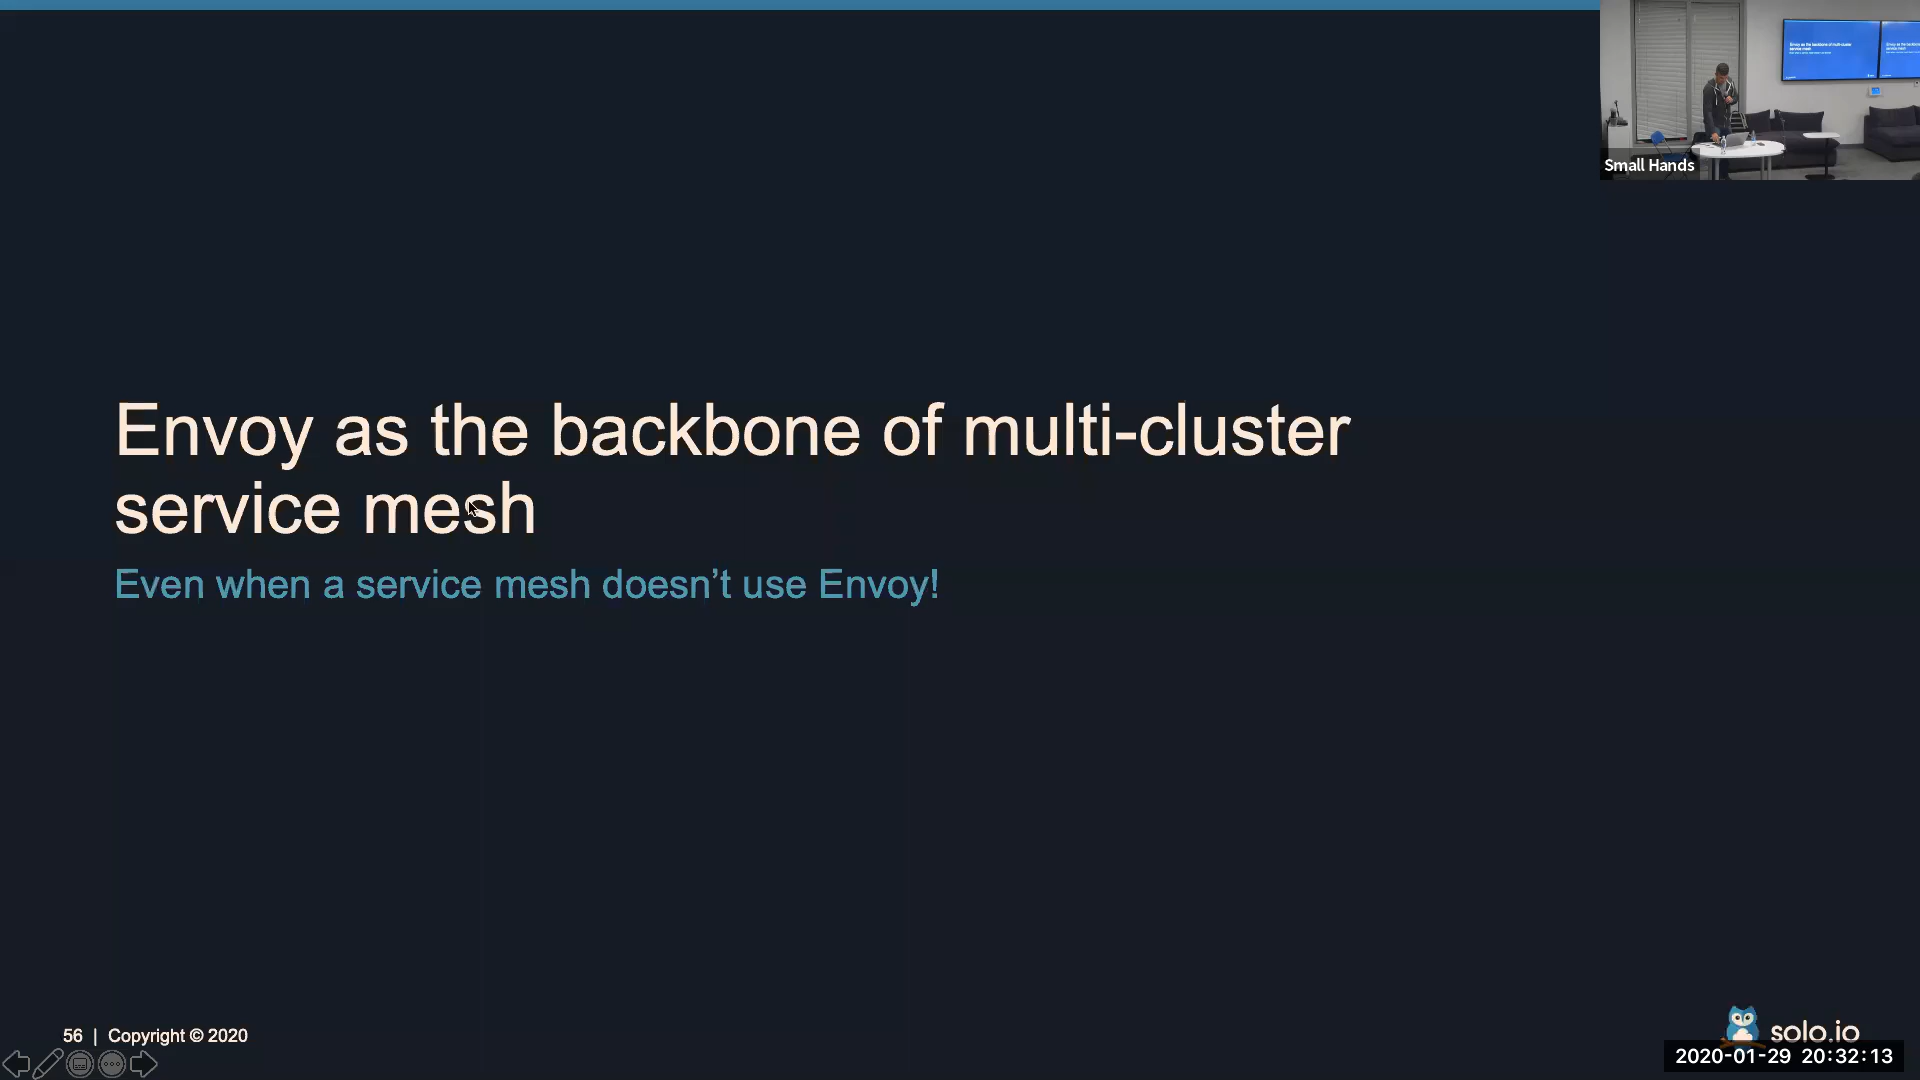 Small Hands
Envoy as the backbone of multi-cluster
service mesh
Even when a service mesh doesn’t use Envoy!
56 | Copyright © 2020
solo.io
2020-01-29 20:32:13